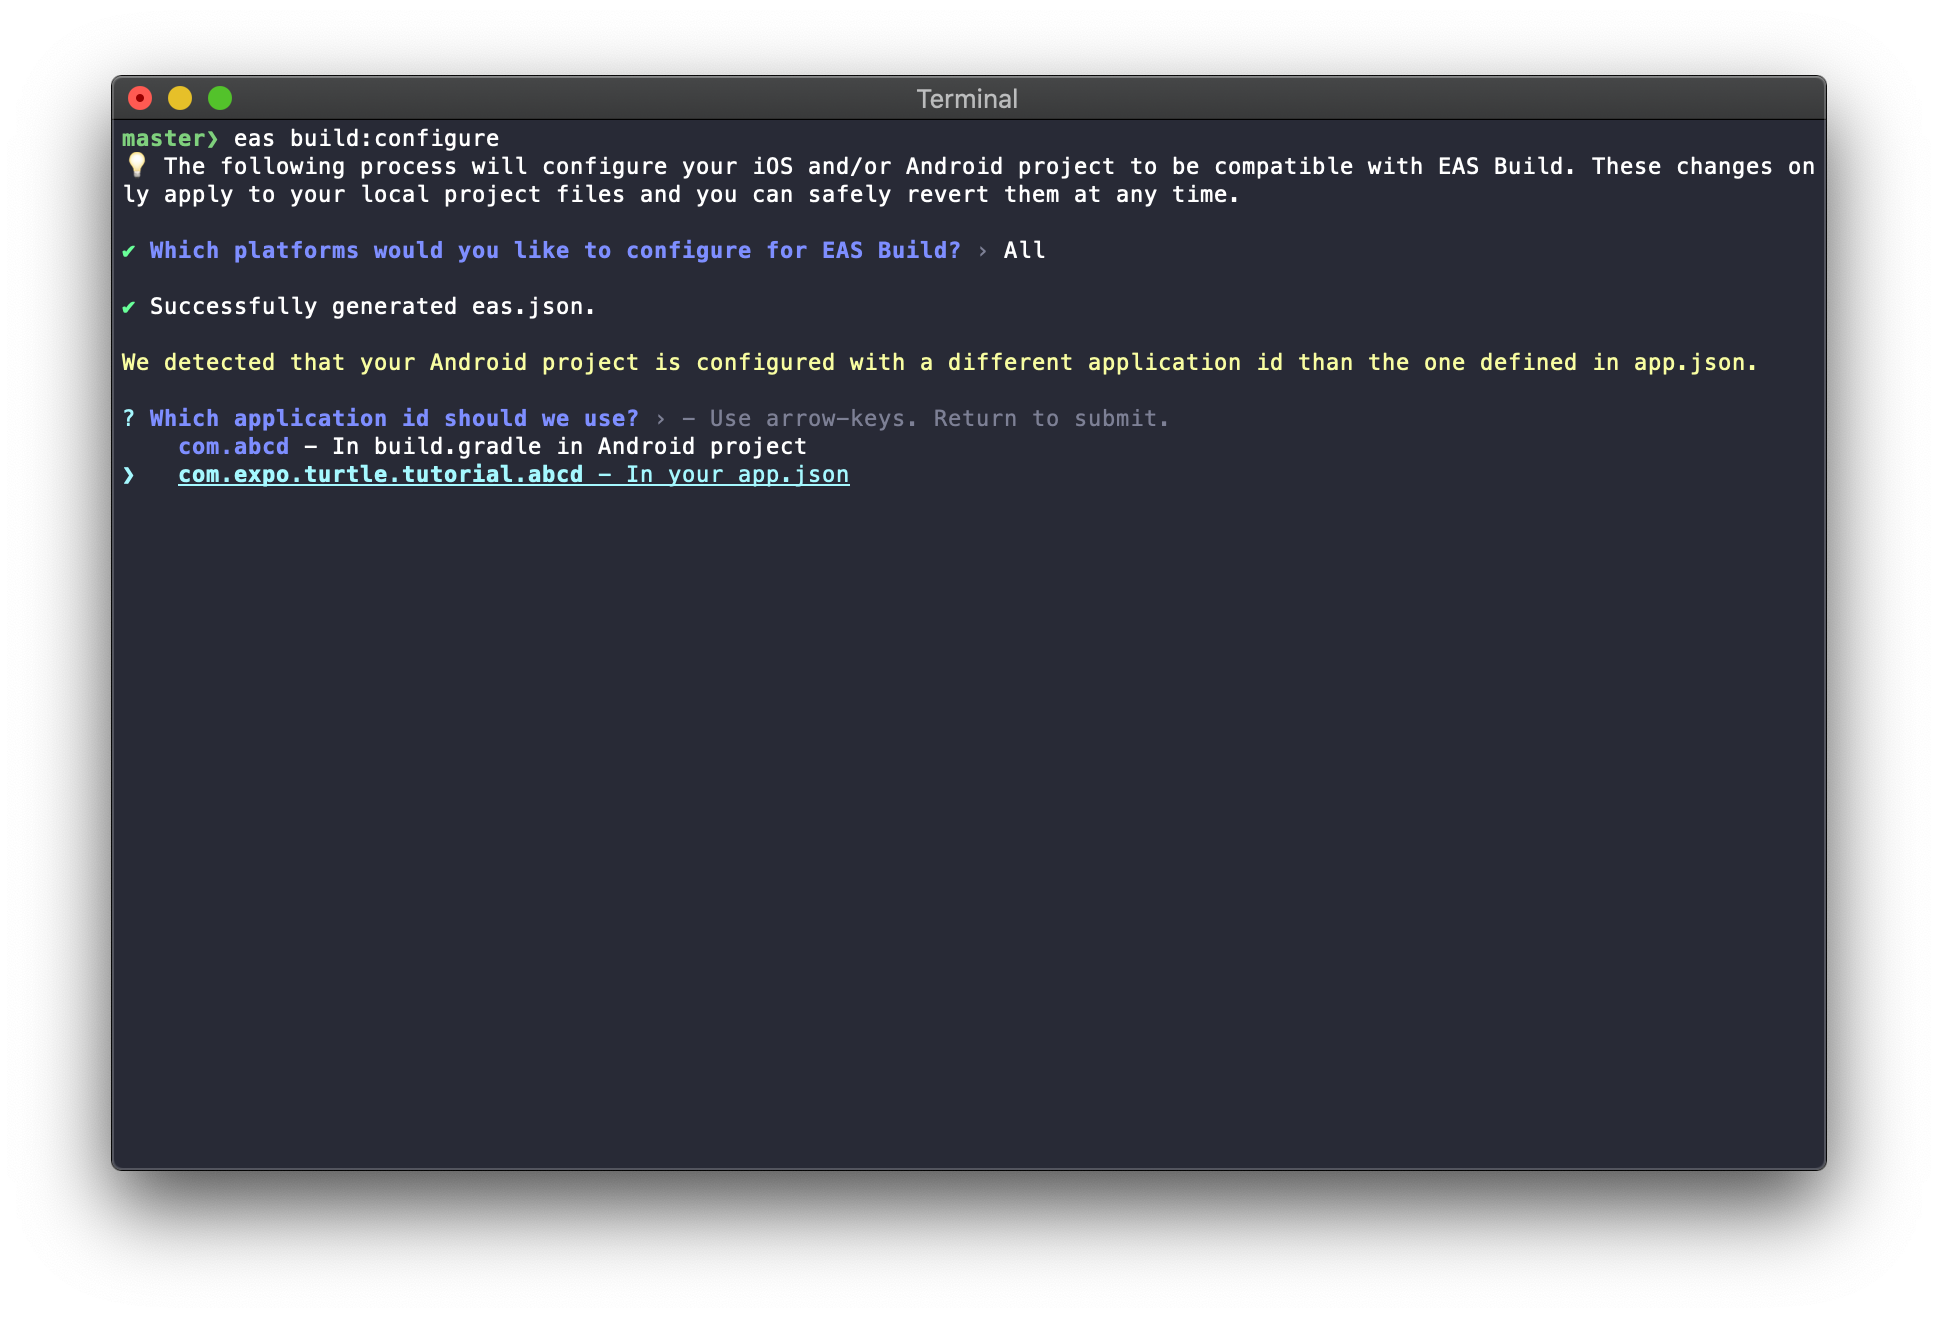 Terminal
master❯ eas build:configure
💡 The following process will configure your iOS and/or Android project to be compatible with EAS Build. These changes on
ly apply to your local project files and you can safely revert them at any time.
✔ Which platforms would you like to configure for EAS Build? › All
✔ Successfully generated eas.json.
We detected that your Android project is configured with a different application id than the one defined in app.json.
? Which application id should we use? › – Use arrow-keys. Return to submit.
com.abcd – In build.gradle in Android project
❯ com.expo.turtle.tutorial.abcd – In your app.json